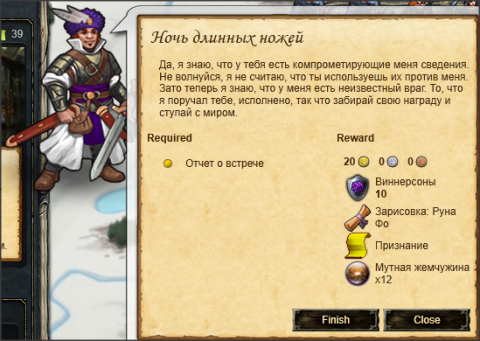 39
Ночь длинных ножей
Да, я знаю, что у тебя есть компрометирующие меня сведения.
Не волнуйся, я не считаю, что ты используешь их против меня.
Зато теперь я знаю, что у меня есть неизвестный враг. То, что
я поручал тебе, исполнено, так что забирай свою награду и
ступай с миром.
Required
Reward
Отчет о встрече
20 0 0
Виннерсоны
10
Зарисовка: Руна
Фо
Признание
м.
Мутная жемчужина
x12
Finish
Close